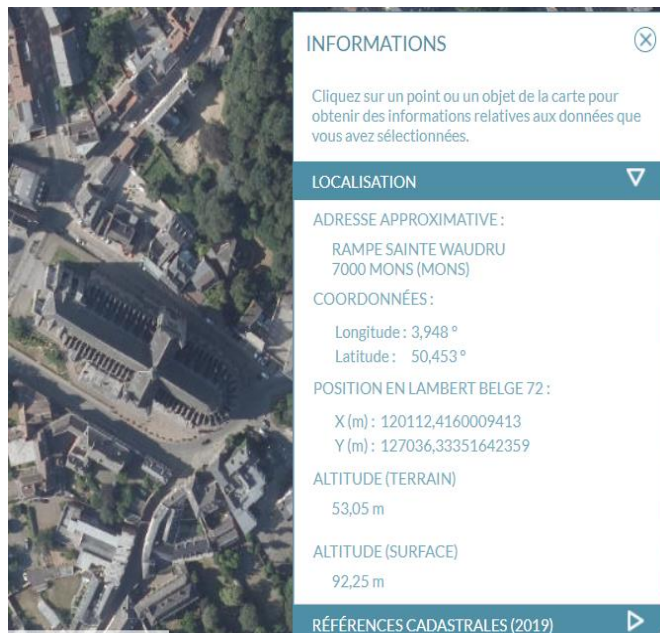 INFORMATIONS
Cliquez sur un point ou un objet de la carte pour
obtenir des informations relatives aux données que
vous avez sélectionnées.
LOCALISATION
ADRESSE APPROXIMATIVE :
RAMPE SAINTE WAUDRU
7000 MONS (MONS)
COORDONNÉES :
Longitude : 3,948 °
Latitude : 50,453 °
POSITION EN LAMBERT BELGE 72 :
X (m) : 120112,4160009413
Y (m) : 127036,33351642359
ALTITUDE (TERRAIN)
53,05 m
ALTITUDE (SURFACE)
92,25 m
RÉFÉRENCES CADASTRALES (2019)